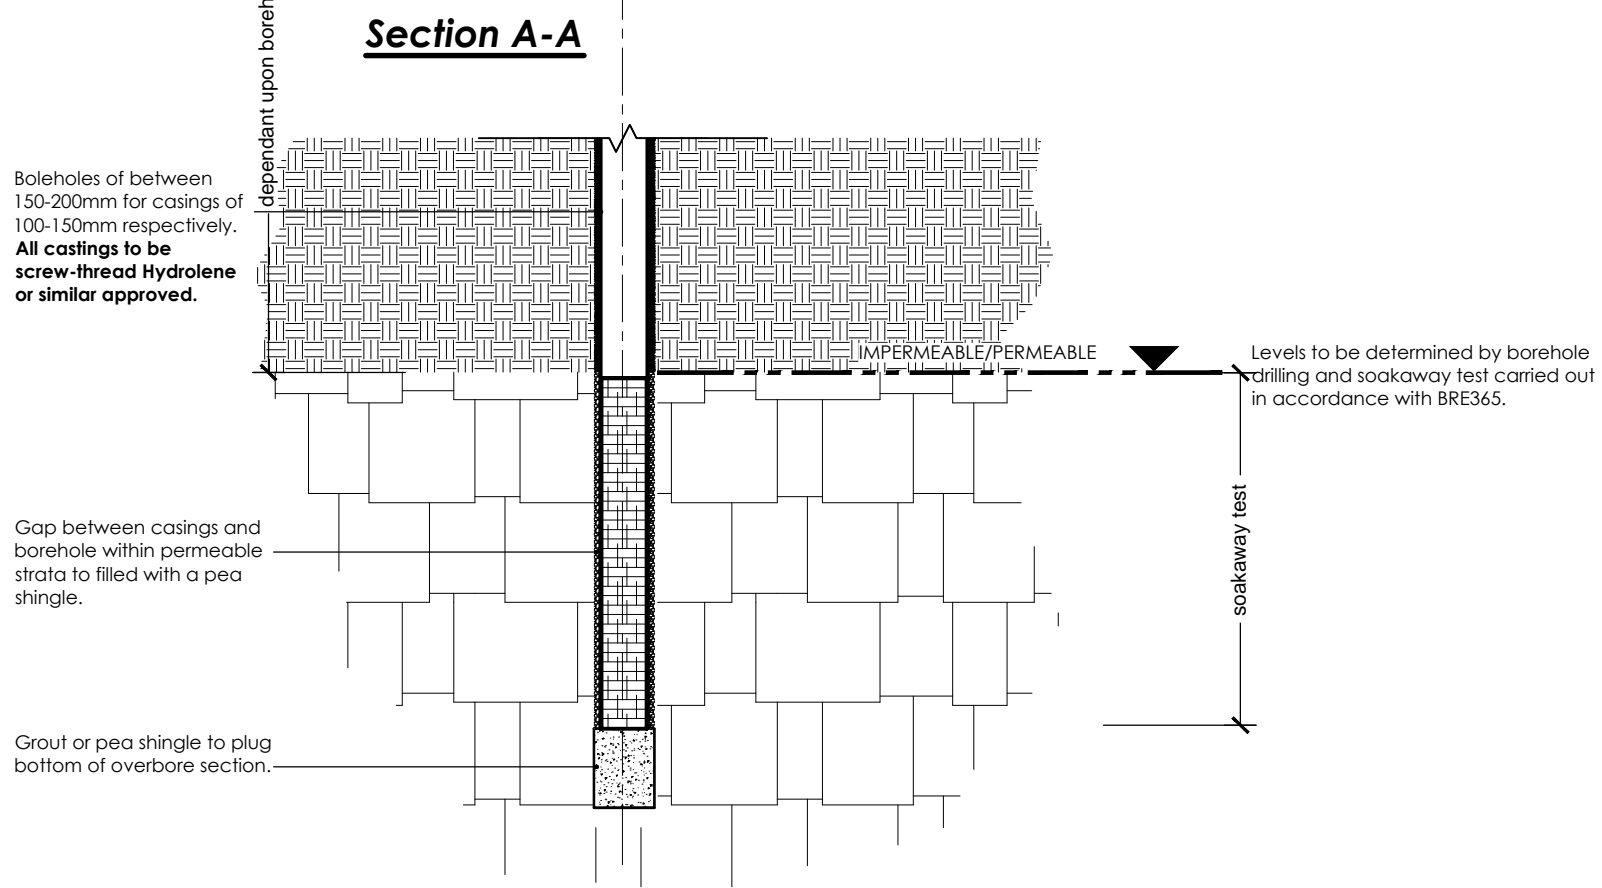 Section A-A
dependant upon
Boleholes of between
150-200mm for casings of
100-150mm respectively.
All castings to be
screw-thread Hydrolene
or similar approved.
IMPERMEABLE/PERMEABLE
Levels to be determined by borehole
drilling and soakaway test carried out
in accordance with BRE365.
soakaway test
Gap between casings and
borehole within permeable
strata to filled with a pea
shingle.
Grout or pea shingle to plug
bottom of overbore section.